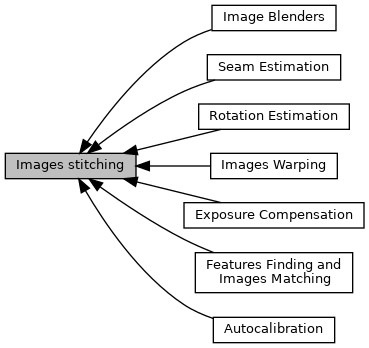 Image Blenders
Seam Estimation
Rotation Estimation
Images stitching
Images Warping
Exposure Compensation
Features Finding and
Images Matching
Autocalibration